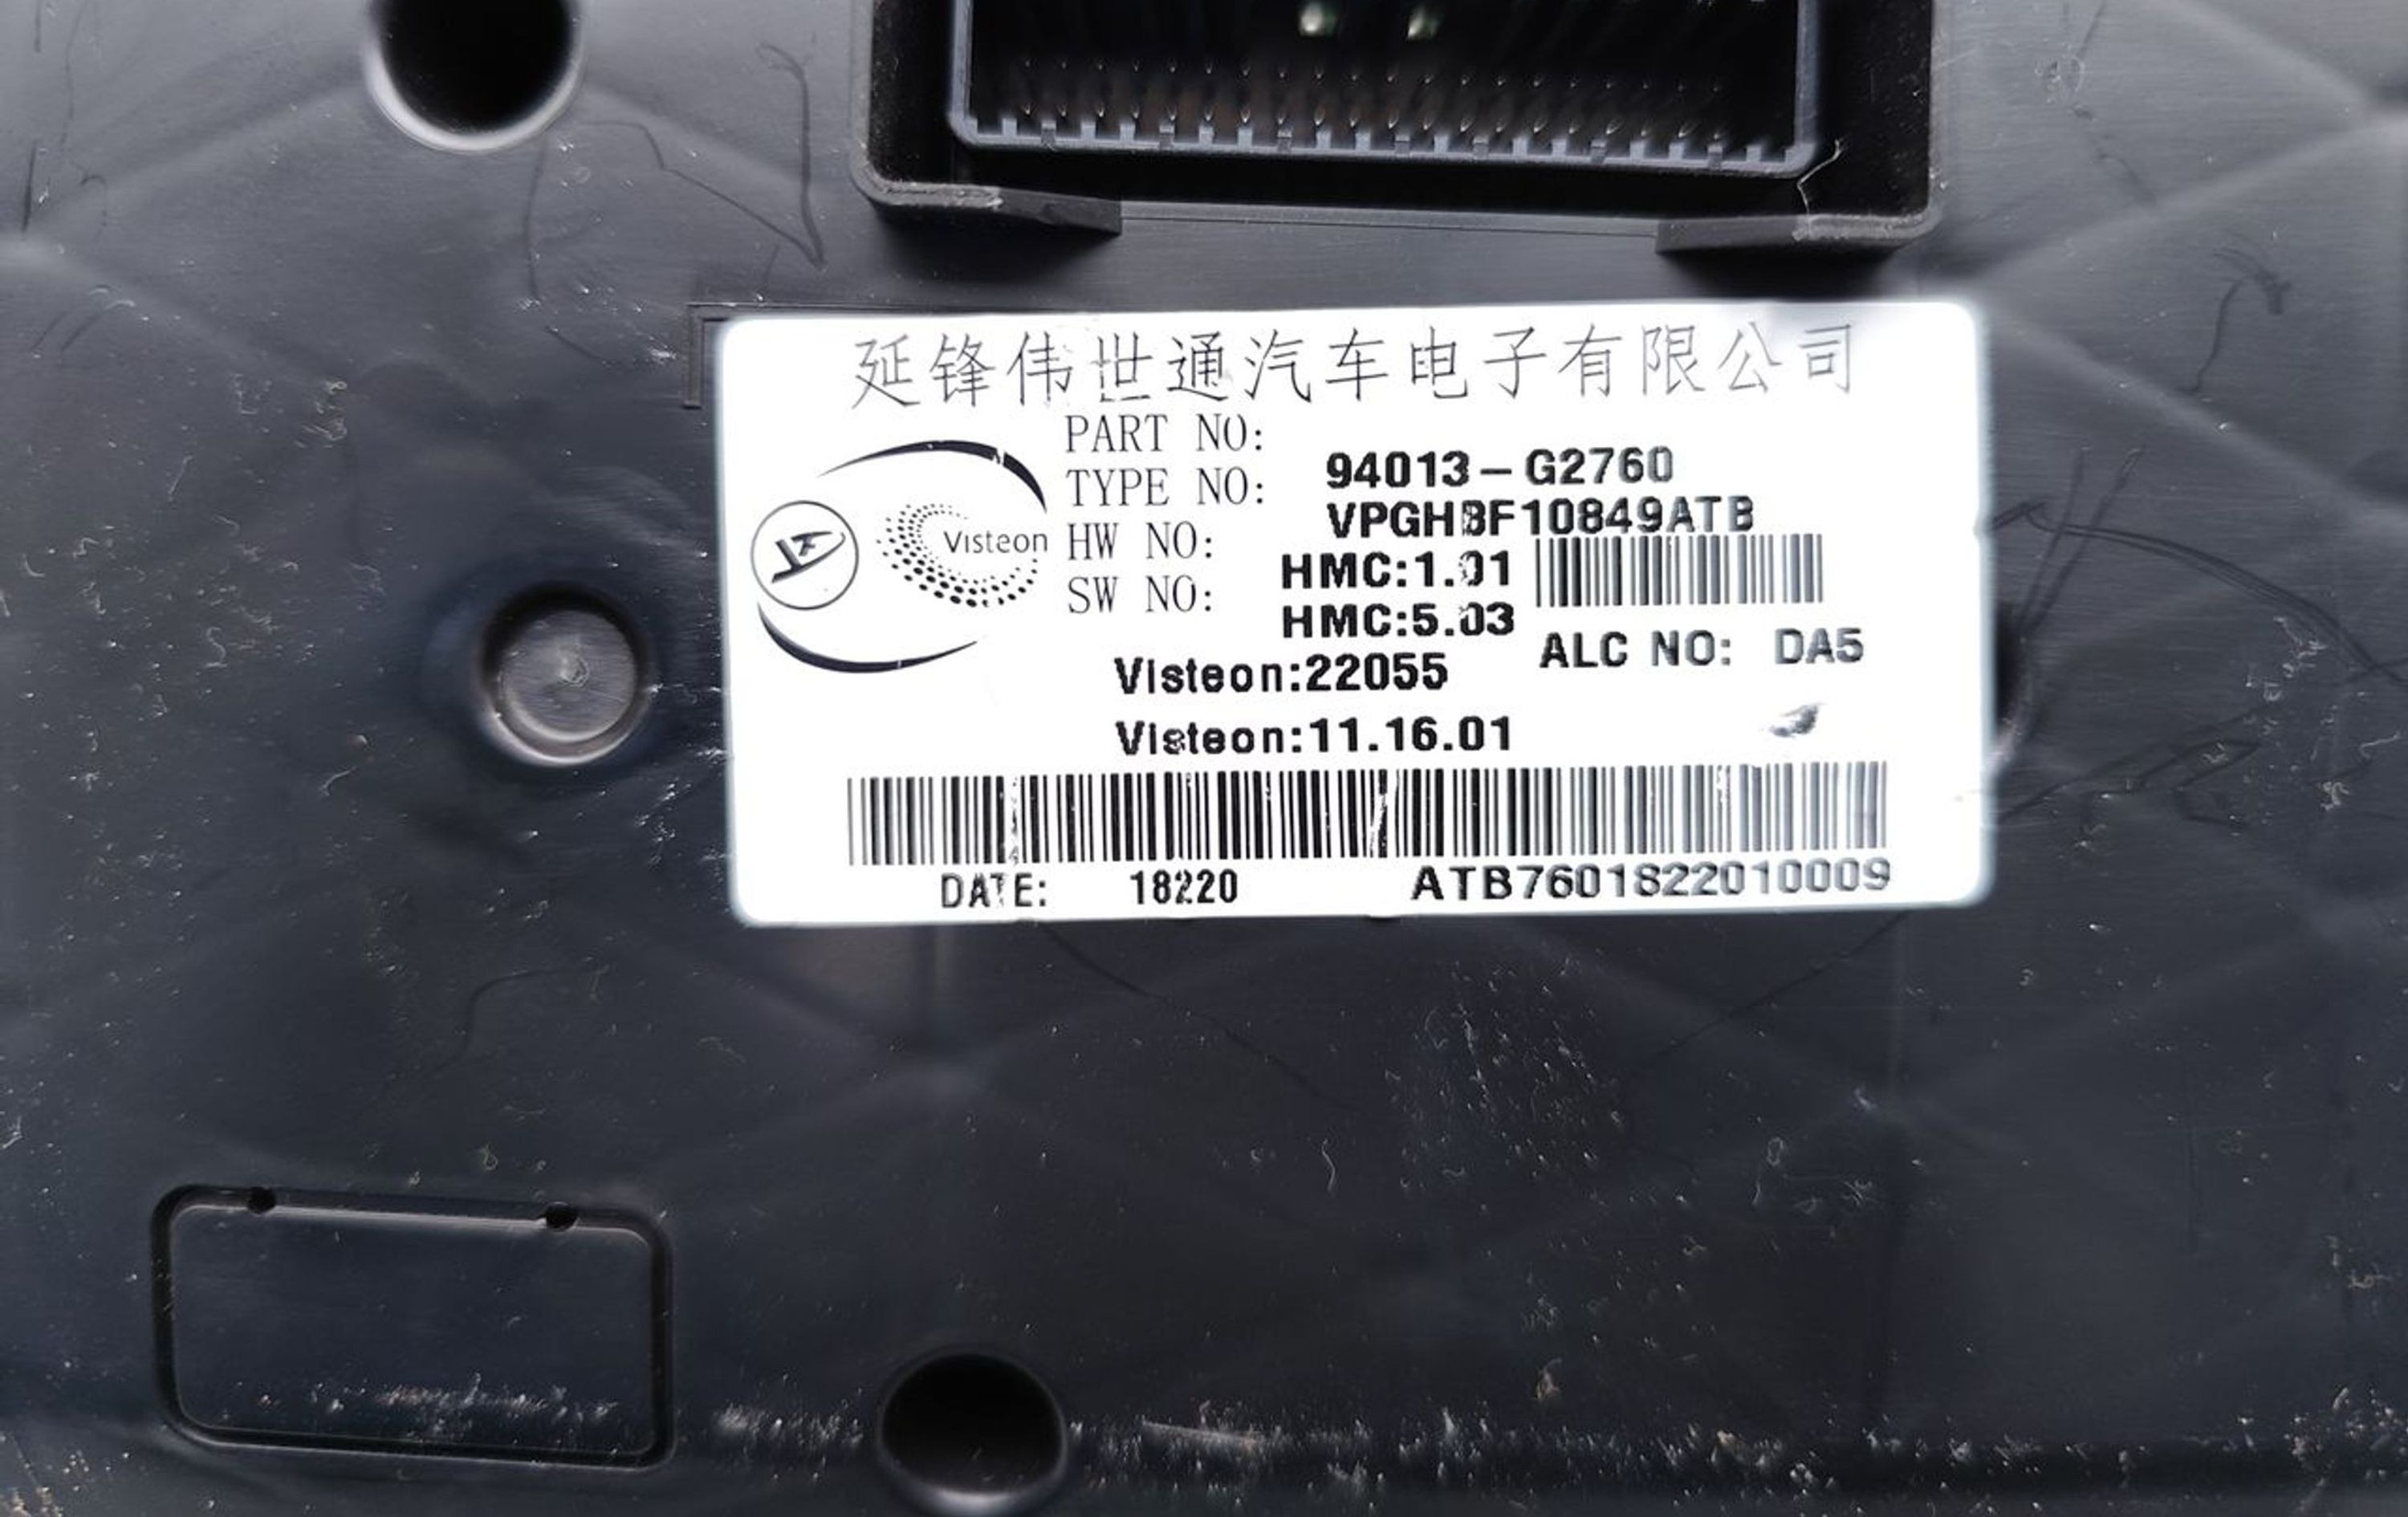 延锋伟世通汽车电子有限公司
PART NO: 94013-G2760
TYPE NO: VPGHBF10849ATB
Visteon
HW NO: HMC:1.01
SW NO: HMC:5.03
ALC NO: DA5
Visteon:22055
Visteon:11.16.01
DATE: 18220 ATB7601822010009